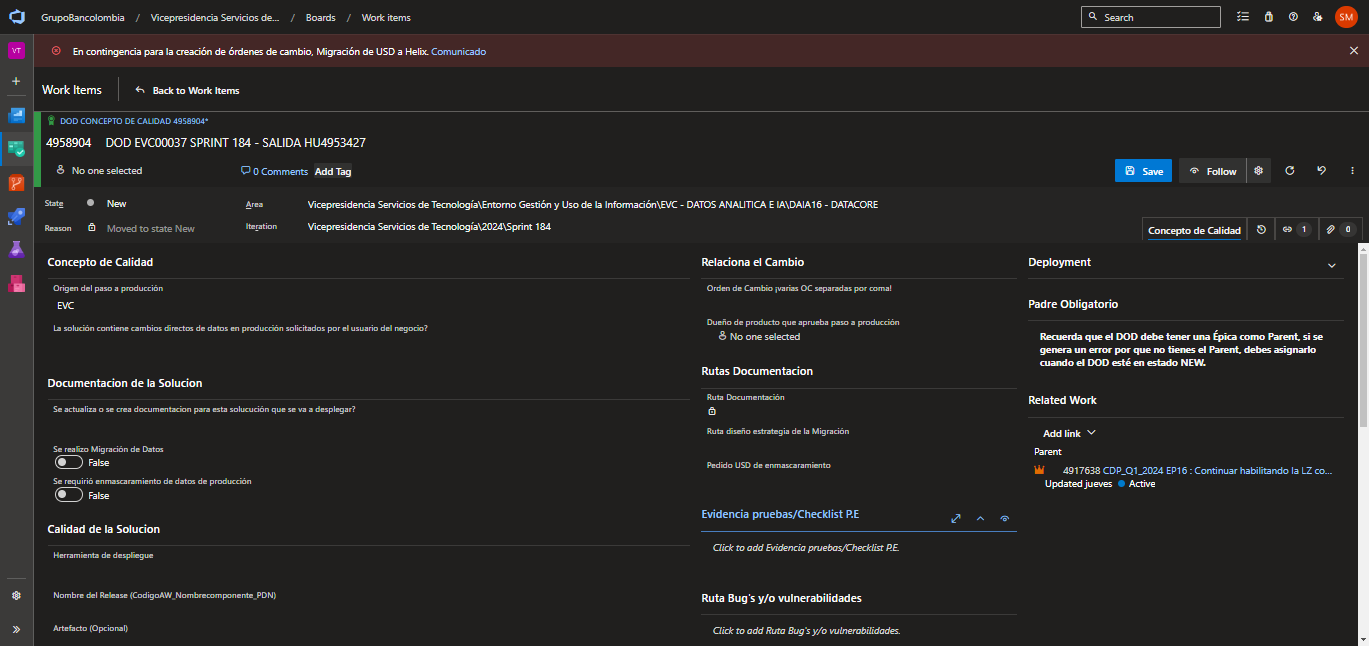 GrupoBancolombia / Vicepresidencia Servicios de... / Boards / Work items
Search
SM
VT
En contingencia para la creación de órdenes de cambio, Migración de USD a Helix. Comunicado
Work Items
Back to Work Items
DOD CONCEPTO DE CALIDAD 4958904*
4958904 DOD EVC00037 SPRINT 184 - SALIDA HU4953427
No one selected
0 Comments
Add Tag
Save
Follow
State
New
Area
Vicepresidencia Servicios de Tecnología\Entorno Gestión y Uso de la Información\EVC - DATOS ANALITICA E IA\DAIA16 - DATACORE
Reason
Moved to state New
Iteration
Vicepresidencia Servicios de Tecnología\2024\Sprint 184
Concepto de Calidad
1
0
Concepto de Calidad
Origen del paso a producción
EVC
La solución contiene cambios directos de datos en producción solicitados por el usuario del negocio?
Documentacion de la Solucion
Se actualiza o se crea documentacion para esta solucución que se va a desplegar?
Se realizo Migración de Datos
False
Se requirió enmascaramiento de datos de producción
False
Calidad de la Solucion
Herramienta de despliegue
Nombre del Release (CodigoAW_Nombrecomponente_PDN)
Artefacto (Opcional)
Relaciona el Cambio
Orden de Cambio ¡varias OC separadas por coma!
Dueño de producto que aprueba paso a producción
No one selected
Rutas Documentacion
Ruta Documentación
Ruta diseño estrategia de la Migración
Pedido USD de enmascaramiento
Evidencia pruebas/Checklist P.E
Click to add Evidencia pruebas/Checklist P.E.
Ruta Bug's y/o vulnerabilidades
Click to add Ruta Bug's y/o vulnerabilidades.
Deployment
Padre Obligatorio
Recuerda que el DOD debe tener una Épica como Parent, si se
genera un error por que no tienes el Parent, debes asignarlo
cuando el DOD esté en estado NEW.
Related Work
Add link
Parent
4917638 CDP_Q1_2024 EP16 : Continuar habilitando la LZ co...
Updated jueves
Active